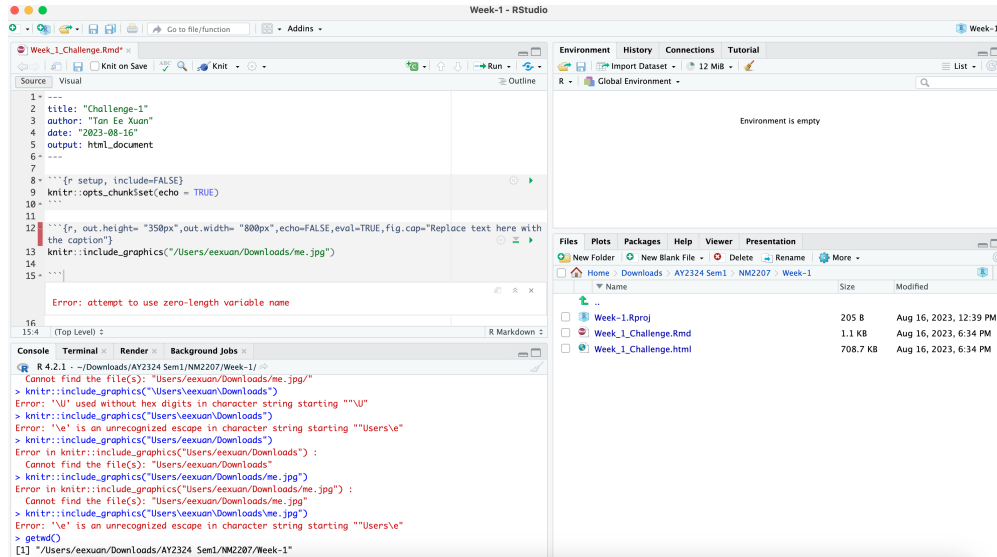 Week-1 - RStudio
Go to file/function
Addins
Week-1
Week_1_Challenge.Rmd*
Knit on Save
ABC
Knit
Run
Source
Visual
Outline
1 ---
2 title: "Challenge-1"
3 author: "Tan Ee Xuan"
4 date: "2023-08-16"
5 output: html_document
6 ---
7
8 ```{r setup, include=FALSE}
9 knitr::opts_chunk$set(echo = TRUE)
10 ```
11
12 ```{r, out.height= "350px",out.width= "800px",echo=FALSE,eval=TRUE,fig.cap="Replace text here with
the caption"}
13 knitr::include_graphics("/Users/eexuan/Downloads/me.jpg")
14
15 ```
Error: attempt to use zero-length variable name
16
15:4 (Top Level)
R Markdown
Console Terminal Render Background Jobs
R 4.2.1 · ~/Downloads/AY2324 Sem1/NM2207/Week-1/
Cannot find the file(s): "Users/eexuan/Downloads/me.jpg/"
> knitr::include_graphics("\Users\eexuan\Downloads")
Error: '\U' used without hex digits in character string starting ""\U"
> knitr::include_graphics("Users\eexuan\Downloads")
Error: '\e' is an unrecognized escape in character string starting ""Users\e"
> knitr::include_graphics("Users/eexuan/Downloads")
Error in knitr::include_graphics("Users/eexuan/Downloads") :
Cannot find the file(s): "Users/eexuan/Downloads"
> knitr::include_graphics("Users/eexuan/Downloads/me.jpg")
Error in knitr::include_graphics("Users/eexuan/Downloads/me.jpg") :
Cannot find the file(s): "Users/eexuan/Downloads/me.jpg"
> knitr::include_graphics("Users\eexuan\Downloads\me.jpg")
Error: '\e' is an unrecognized escape in character string starting ""Users\e"
> getwd()
[1] "/Users/eexuan/Downloads/AY2324 Sem1/NM2207/Week-1"
Environment History Connections Tutorial
Import Dataset
12 MiB
List
R
Global Environment
Environment is empty
Files Plots Packages Help Viewer Presentation
New Folder
New Blank File
Delete
Rename
More
Home > Downloads > AY2324 Sem1 > NM2207 > Week-1
Name Size Modified
..
Week-1.Rproj 205 B Aug 16, 2023, 12:39 PM
Week_1_Challenge.Rmd 1.1 KB Aug 16, 2023, 6:34 PM
Week_1_Challenge.html 708.7 KB Aug 16, 2023, 6:34 PM